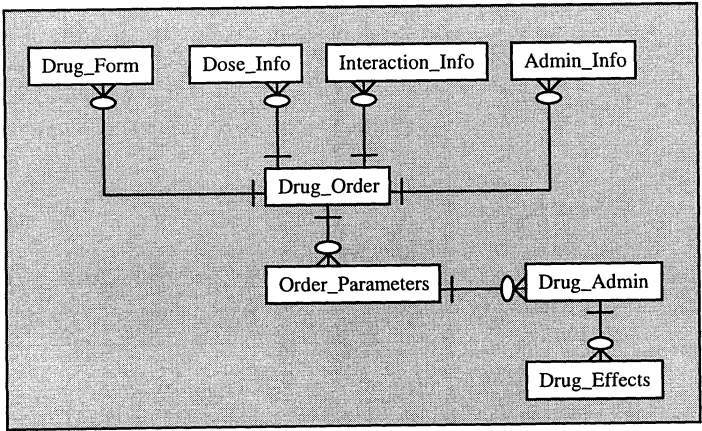 Drug_Form
Dose_Info
Interaction_Info
Admin_Info
Drug_Order
Order_Parameters
Drug_Admin
Drug_Effects